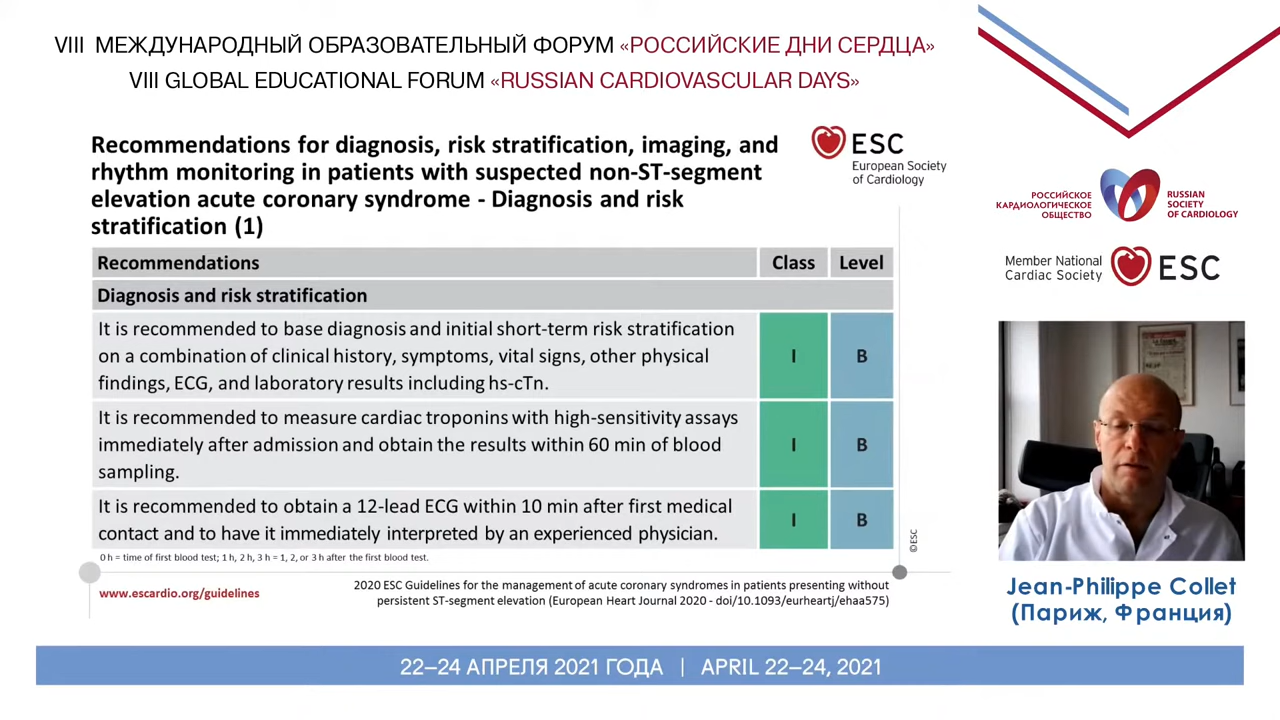 VIII МЕЖДУНАРОДНЫЙ ОБРАЗОВАТЕЛЬНЫЙ ФОРУМ «РОССИЙСКИЕ ДНИ СЕРДЦА»
VIII GLOBAL EDUCATIONAL FORUM «RUSSIAN CARDIOVASCULAR DAYS»
Recommendations for diagnosis, risk stratification, imaging, and
rhythm monitoring in patients with suspected non-ST-segment
elevation acute coronary syndrome - Diagnosis and risk
stratification (1)
ESC
European Society
of Cardiology
Recommendations Class Level
Diagnosis and risk stratification
It is recommended to base diagnosis and initial short-term risk stratification
on a combination of clinical history, symptoms, vital signs, other physical
findings, ECG, and laboratory results including hs-cTn.
I B
It is recommended to measure cardiac troponins with high-sensitivity assays
immediately after admission and obtain the results within 60 min of blood
sampling.
I B
It is recommended to obtain a 12-lead ECG within 10 min after first medical
contact and to have it immediately interpreted by an experienced physician.
I B
0 h = time of first blood test; 1 h, 2 h, 3 h = 1, 2, or 3 h after the first blood test.
©ESC
www.escardio.org/guidelines
2020 ESC Guidelines for the management of acute coronary syndromes in patients presenting without
persistent ST-segment elevation (European Heart Journal 2020 - doi/10.1093/eurheartj/ehaa575)
РОССИЙСКОЕ
КАРДИОЛОГИЧЕСКОЕ
ОБЩЕСТВО
RUSSIAN
SOCIETY
OF CARDIOLOGY
Member National
Cardiac Society
ESC
Jean-Philippe Collet
(Париж, Франция)
22–24 АПРЕЛЯ 2021 ГОДА | APRIL 22–24, 2021